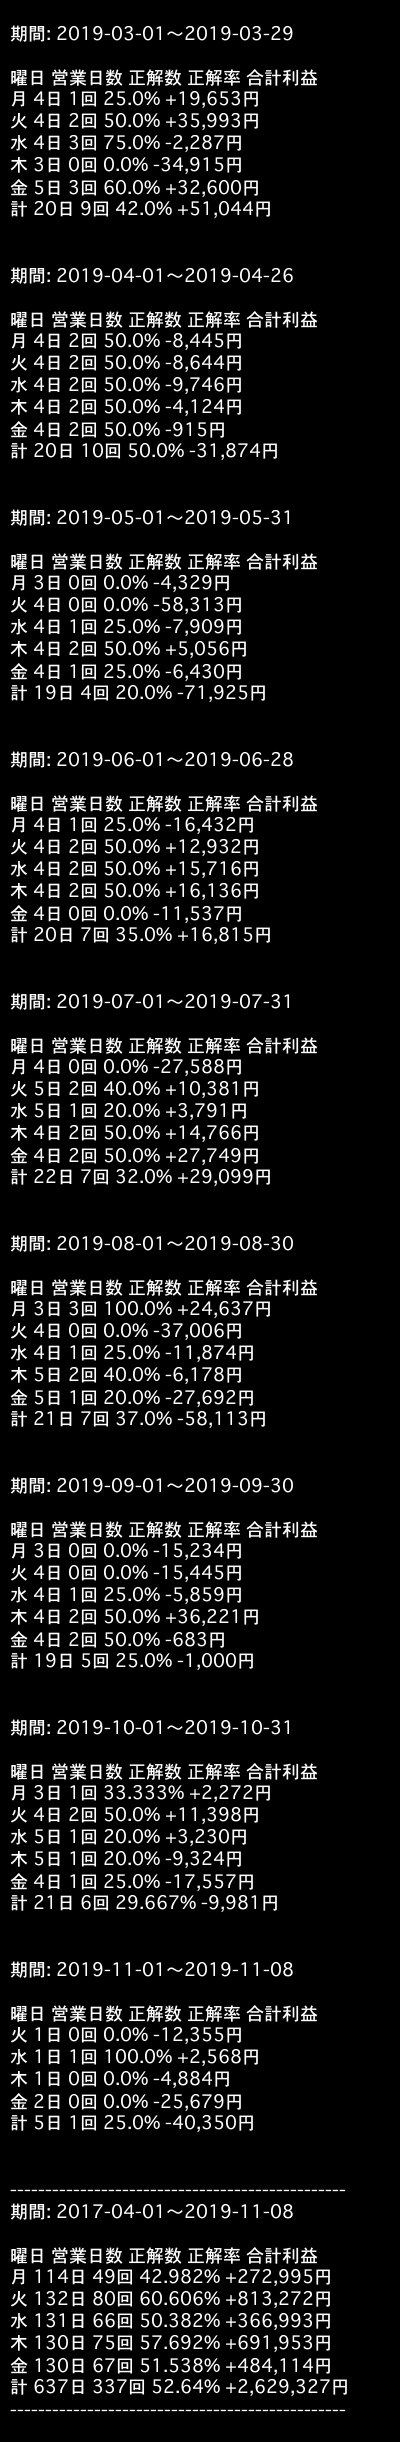 期間: 2019-03-01～2019-03-29
曜日 営業日数 正解数 正解率 合計利益
月 4日 1回 25.0% +19,653円
火 4日 2回 50.0% +35,993円
水 4日 3回 75.0% -2,287円
木 3日 0回 0.0% -34,915円
金 5日 3回 60.0% +32,600円
計 20日 9回 42.0% +51,044円
期間: 2019-04-01～2019-04-26
曜日 営業日数 正解数 正解率 合計利益
月 4日 2回 50.0% -8,445円
火 4日 2回 50.0% -8,644円
水 4日 2回 50.0% -9,746円
木 4日 2回 50.0% -4,124円
金 4日 2回 50.0% -915円
計 20日 10回 50.0% -31,874円
期間: 2019-05-01～2019-05-31
曜日 営業日数 正解数 正解率 合計利益
月 3日 0回 0.0% -4,329円
火 4日 0回 0.0% -58,313円
水 4日 1回 25.0% -7,909円
木 4日 2回 50.0% +5,056円
金 4日 1回 25.0% -6,430円
計 19日 4回 20.0% -71,925円
期間: 2019-06-01～2019-06-28
曜日 営業日数 正解数 正解率 合計利益
月 4日 1回 25.0% -16,432円
火 4日 2回 50.0% +12,932円
水 4日 2回 50.0% +15,716円
木 4日 2回 50.0% +16,136円
金 4日 0回 0.0% -11,537円
計 20日 7回 35.0% +16,815円
期間: 2019-07-01～2019-07-31
曜日 営業日数 正解数 正解率 合計利益
月 4日 0回 0.0% -27,588円
火 5日 2回 40.0% +10,381円
水 5日 1回 20.0% +3,791円
木 4日 2回 50.0% +14,766円
金 4日 2回 50.0% +27,749円
計 22日 7回 32.0% +29,099円
期間: 2019-08-01～2019-08-30
曜日 営業日数 正解数 正解率 合計利益
月 3日 3回 100.0% +24,637円
火 4日 0回 0.0% -37,006円
水 4日 1回 25.0% -11,874円
木 5日 2回 40.0% -6,178円
金 5日 1回 20.0% -27,692円
計 21日 7回 37.0% -58,113円
期間: 2019-09-01～2019-09-30
曜日 営業日数 正解数 正解率 合計利益
月 3日 0回 0.0% -15,234円
火 4日 0回 0.0% -15,445円
水 4日 1回 25.0% -5,859円
木 4日 2回 50.0% +36,221円
金 4日 2回 50.0% -683円
計 19日 5回 25.0% -1,000円
期間: 2019-10-01～2019-10-31
曜日 営業日数 正解数 正解率 合計利益
月 3日 1回 33.333% +2,272円
火 4日 2回 50.0% +11,398円
水 5日 1回 20.0% +3,230円
木 5日 1回 20.0% -9,324円
金 4日 1回 25.0% -17,557円
計 21日 6回 29.667% -9,981円
期間: 2019-11-01～2019-11-08
曜日 営業日数 正解数 正解率 合計利益
火 1日 0回 0.0% -12,355円
水 1日 1回 100.0% +2,568円
木 1日 0回 0.0% -4,884円
金 2日 0回 0.0% -25,679円
計 5日 1回 25.0% -40,350円
------------------------------------------------
期間: 2017-04-01～2019-11-08
曜日 営業日数 正解数 正解率 合計利益
月 114日 49回 42.982% +272,995円
火 132日 80回 60.606% +813,272円
水 131日 66回 50.382% +366,993円
木 130日 75回 57.692% +691,953円
金 130日 67回 51.538% +484,114円
計 637日 337回 52.64% +2,629,327円
------------------------------------------------